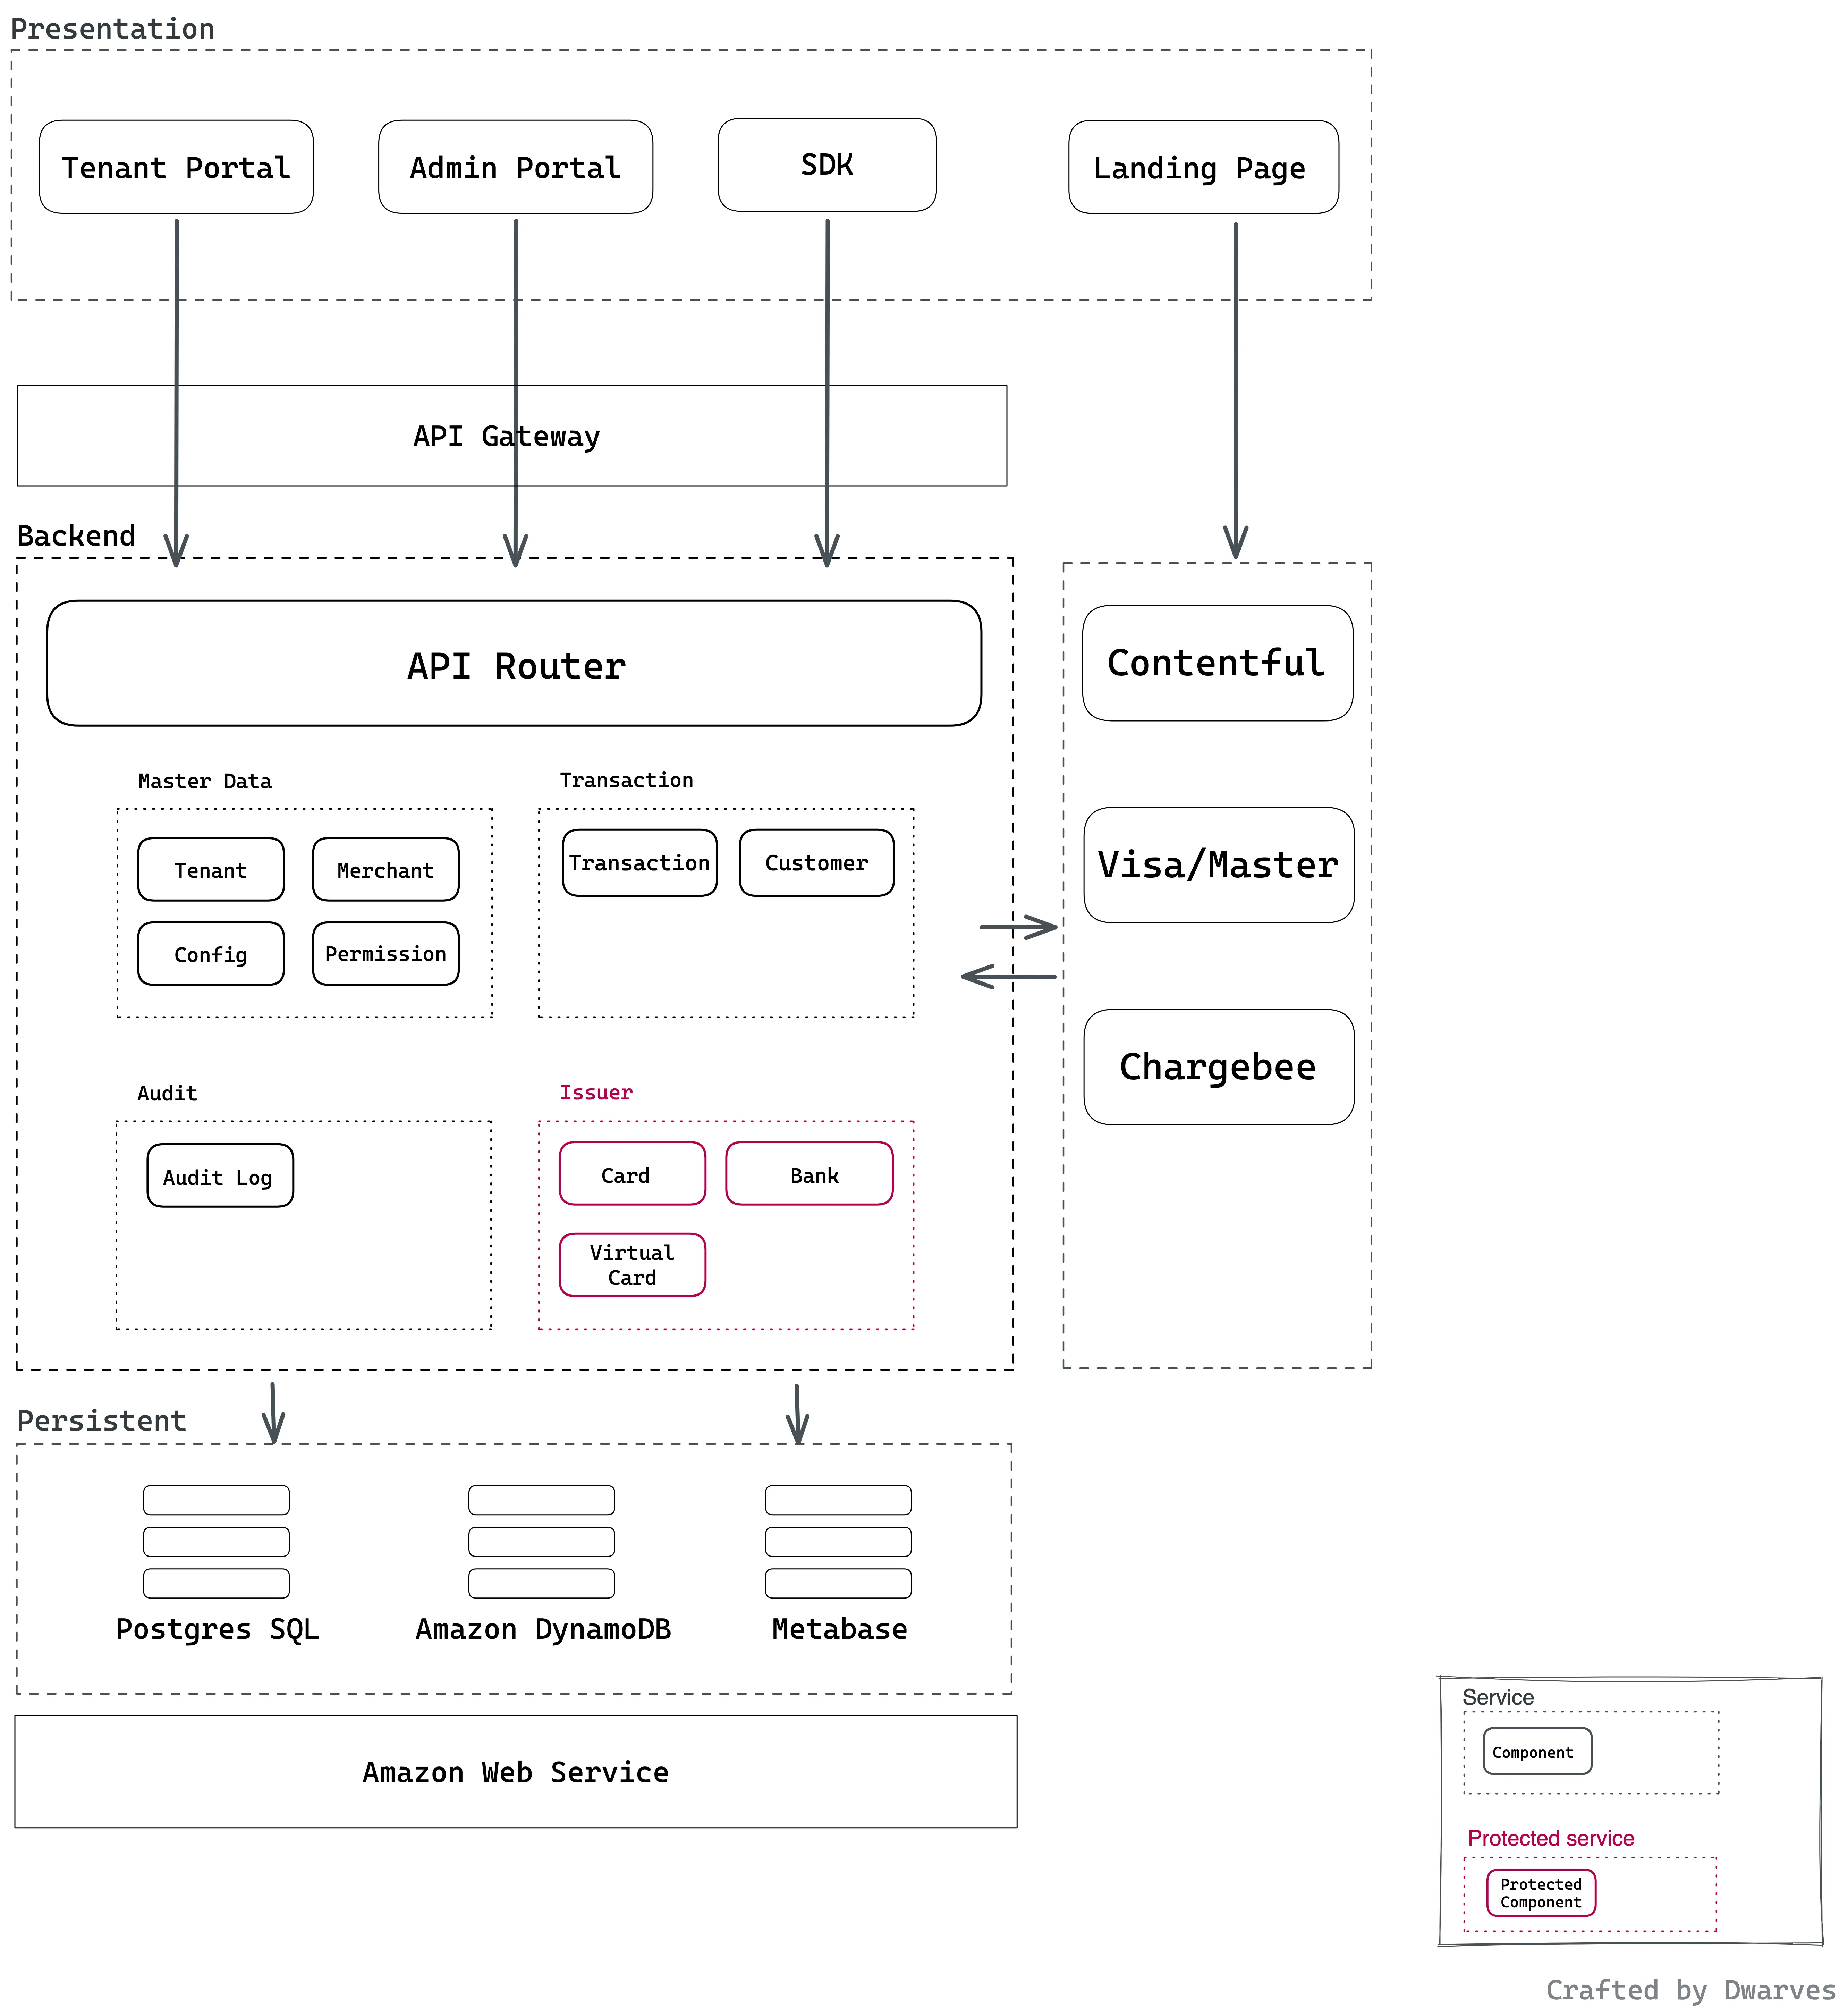 Presentation
Tenant Portal
Admin Portal
SDK
Landing Page
API Gateway
Backend
API Router
Contentful
Master Data
Transaction
Tenant
Merchant
Transaction
Customer
Visa/Master
Config
Permission
Chargebee
Audit
Issuer
Audit Log
Card
Bank
Virtual
Card
Persistent
Postgres SQL
Amazon DynamoDB
Metabase
Amazon Web Service
Service
Component
Protected service
Protected
Component
Crafted by Dwarves